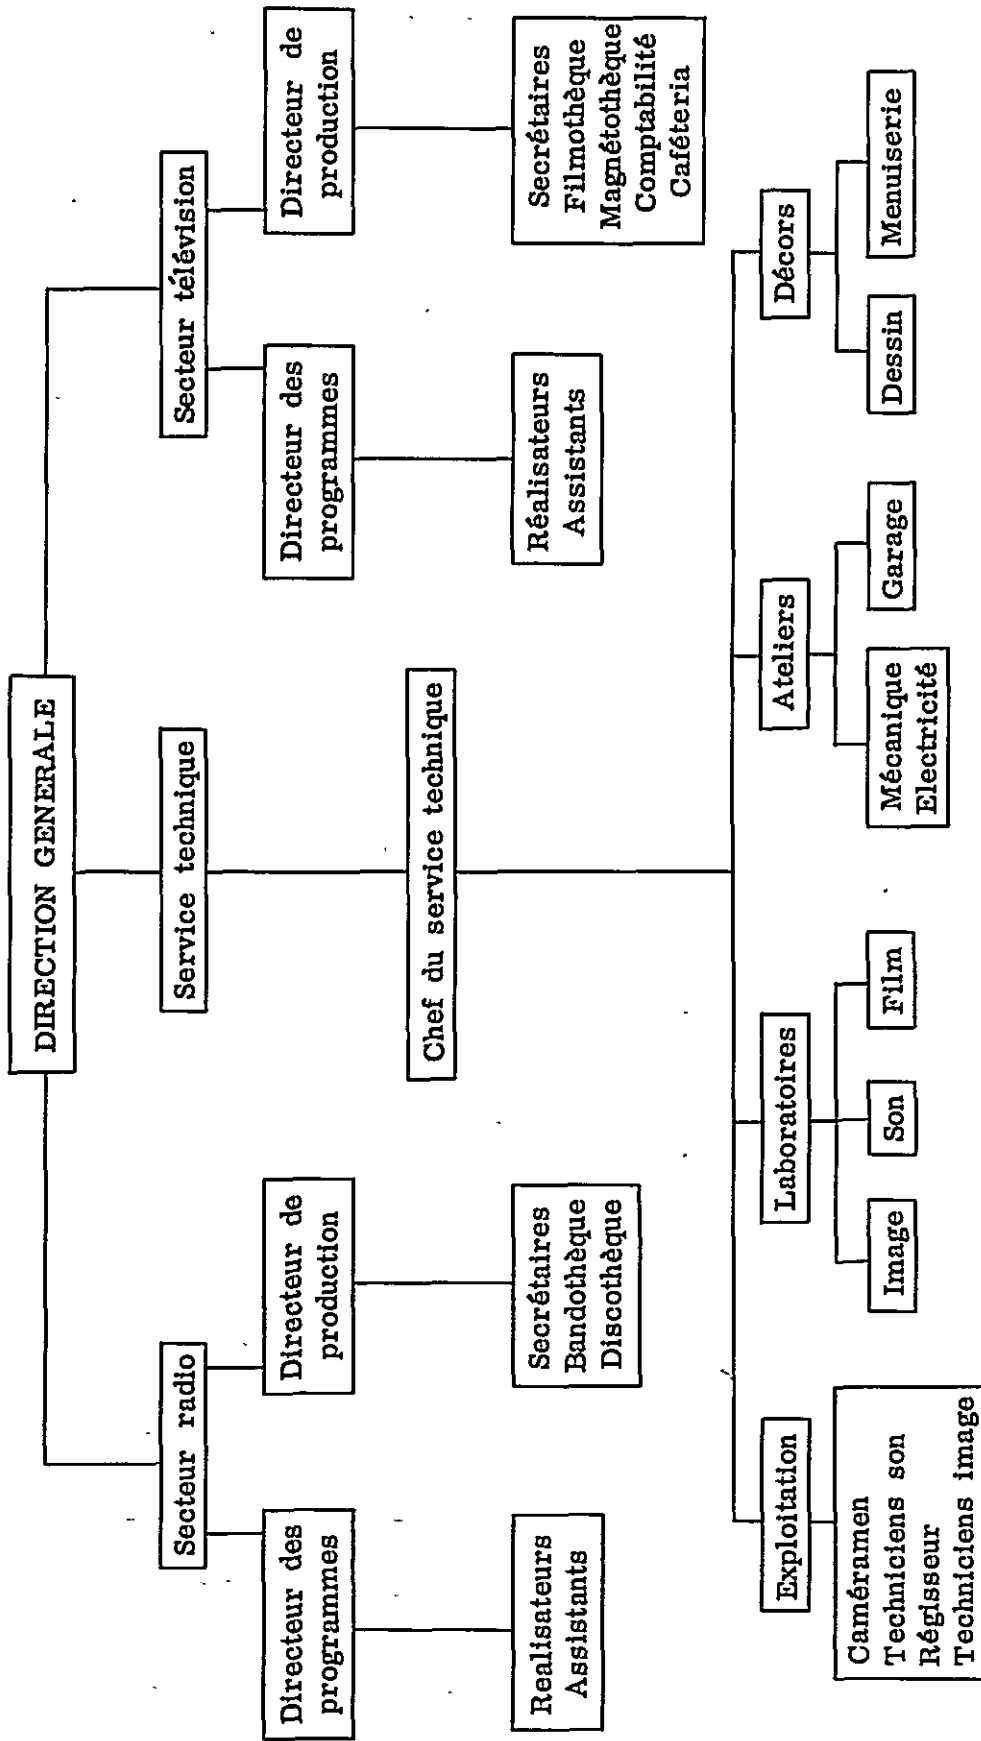 DIRECTION GENERALE
Secteur radio
Service technique
Secteur télévision
Directeur des
programmes
Directeur de
production
Directeur des
programmes
Directeur de
production
Chef du service technique
Realisateurs
Assistants
Secrétaires
Bandothèque
Discothèque
Réalisateurs
Assistants
Secrétaires
Filmothèque
Magnétothèque
Comptabilité
Caféteria
Exploitation
Laboratoires
Ateliers
Décors
Caméramen
Techniciens son
Régisseur
Techniciens image
Image
Son
Film
Mécanique
Electricité
Garage
Dessin
Menuiserie